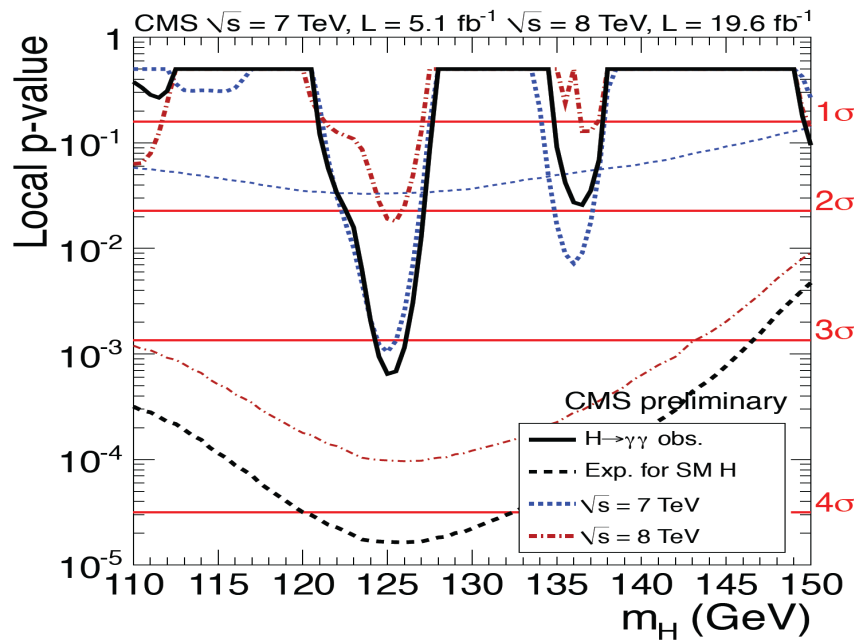 CMS √s = 7 TeV, L = 5.1 fb⁻¹ √s = 8 TeV, L = 19.6 fb⁻¹
Local p-value
1
10⁻¹
10⁻²
10⁻³
10⁻⁴
10⁻⁵
1σ
2σ
3σ
4σ
CMS preliminary
H→γγ obs.
Exp. for SM H
√s = 7 TeV
√s = 8 TeV
110 115 120 125 130 135 140 145 150
m_H (GeV)